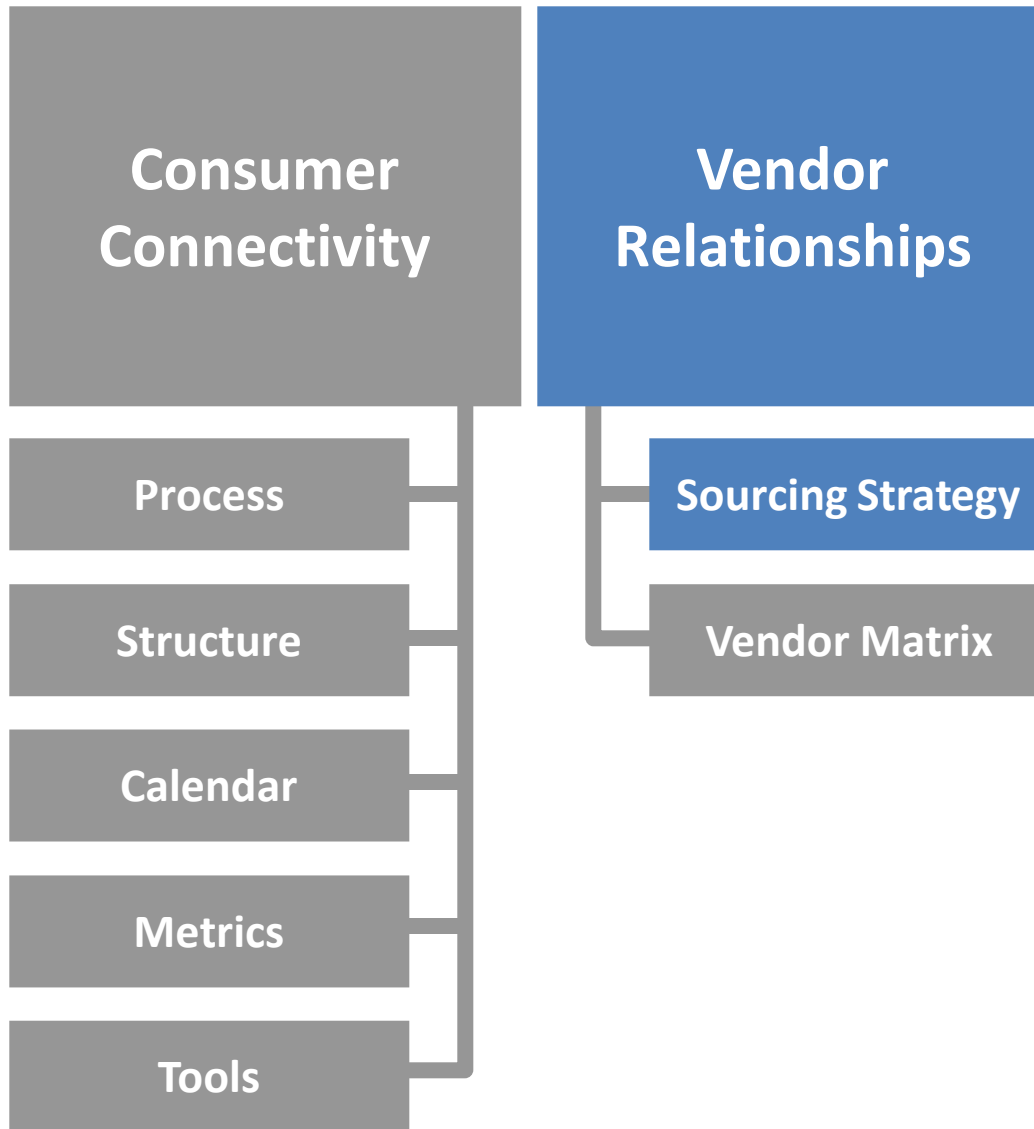 Consumer
Connectivity
Process
Structure
Calendar
Metrics
Tools
Vendor
Relationships
Sourcing Strategy
Vendor Matrix